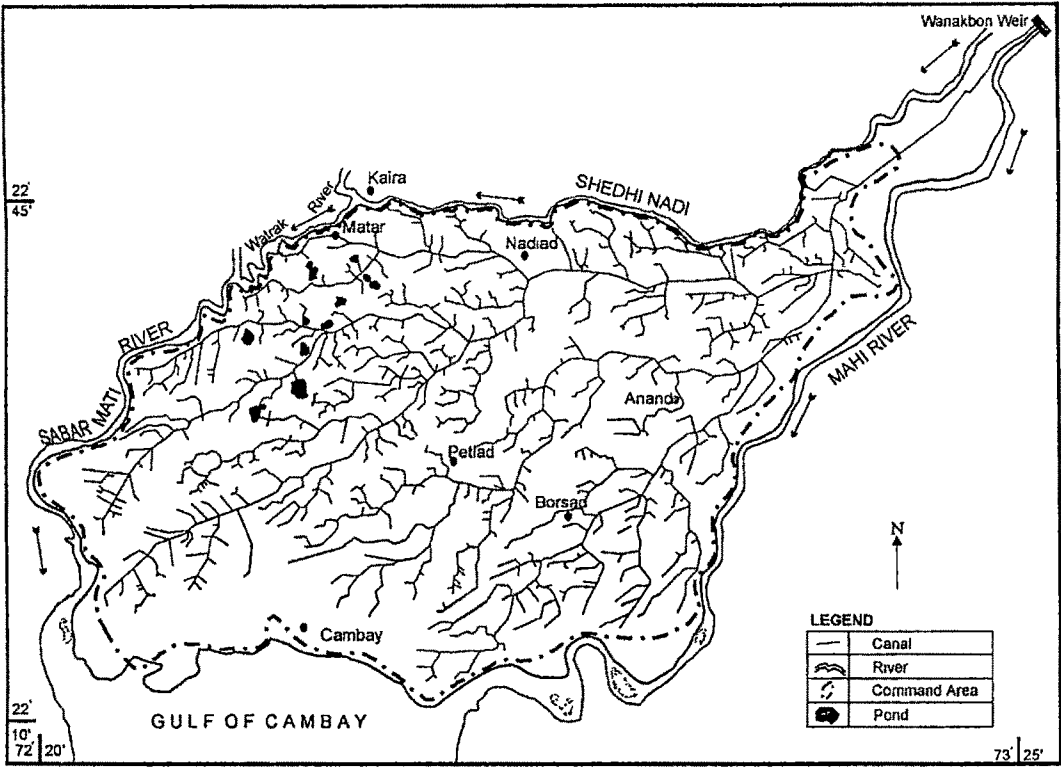 Wanakbon Weir
22'
45'
Kaira
SHEDHI NADI
Watrak River
Matar
Nadiad
SABAR MATI RIVER
MAHI RIVER
Anand
Petlad
Borsad
N
Cambay
GULF OF CAMBAY
LEGEND
Canal
River
Command Area
Pond
22'
10'
72' 20'
73' 25'